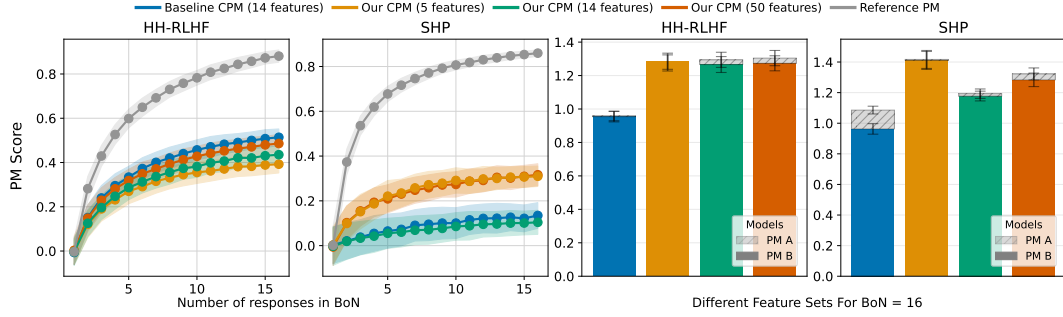 Baseline CPM (14 features) Our CPM (5 features) Our CPM (14 features) Our CPM (50 features) Reference PM
HH-RLHF SHP HH-RLHF SHP
PM Score
0.8
0.6
0.4
0.2
0.0
5 10 15
0.8
0.6
0.4
0.2
0.0
5 10 15
Number of responses in BoN
1.4
1.2
1.0
0.8
0.6
0.4
0.2
0.0
Models
PM A
PM B
1.4
1.2
1.0
0.8
0.6
0.4
0.2
0.0
Models
PM A
PM B
Different Feature Sets For BoN = 16